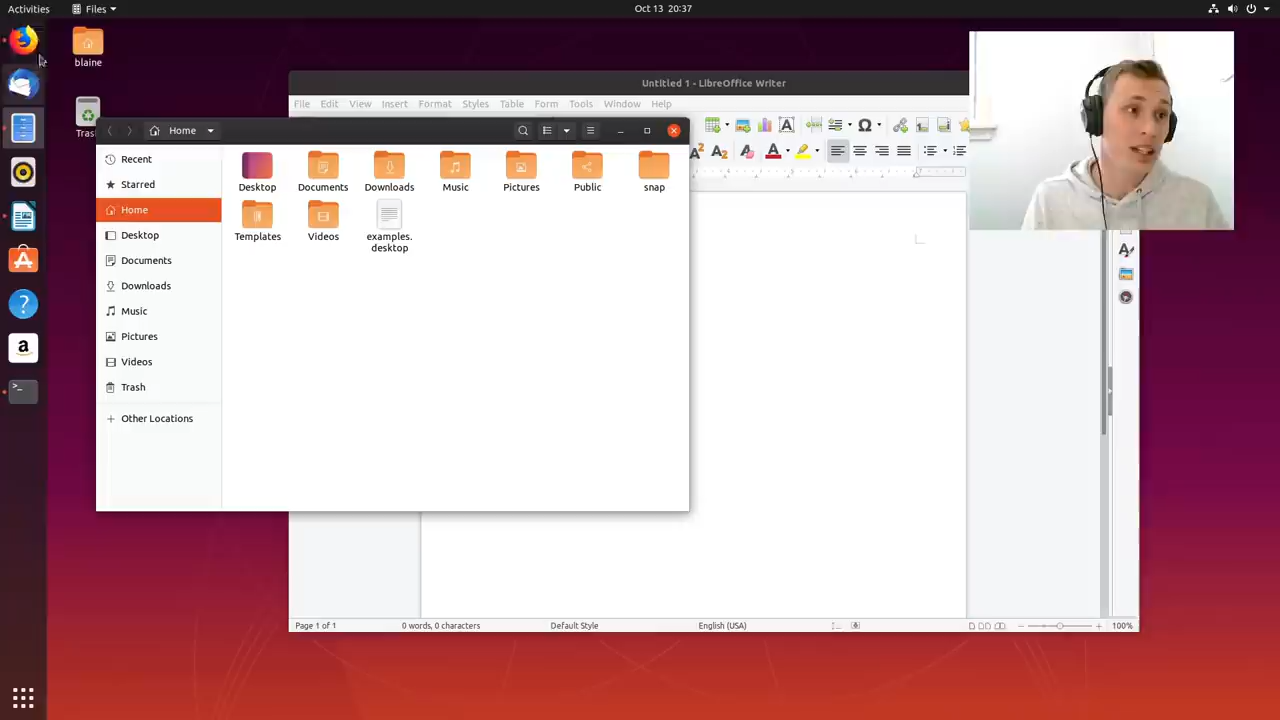 Activities
Files
Oct 13 20:37
blaine
Untitled 1 - LibreOffice Writer
File Edit View Insert Format Styles Table Form Tools Window Help
Home
Recent
Starred
Home
Desktop
Documents
Downloads
Music
Pictures
Videos
Trash
Other Locations
Desktop Documents Downloads Music Pictures Public snap
Templates Videos examples.
desktop
Page 1 of 1 0 words, 0 characters Default Style English (USA) 100%